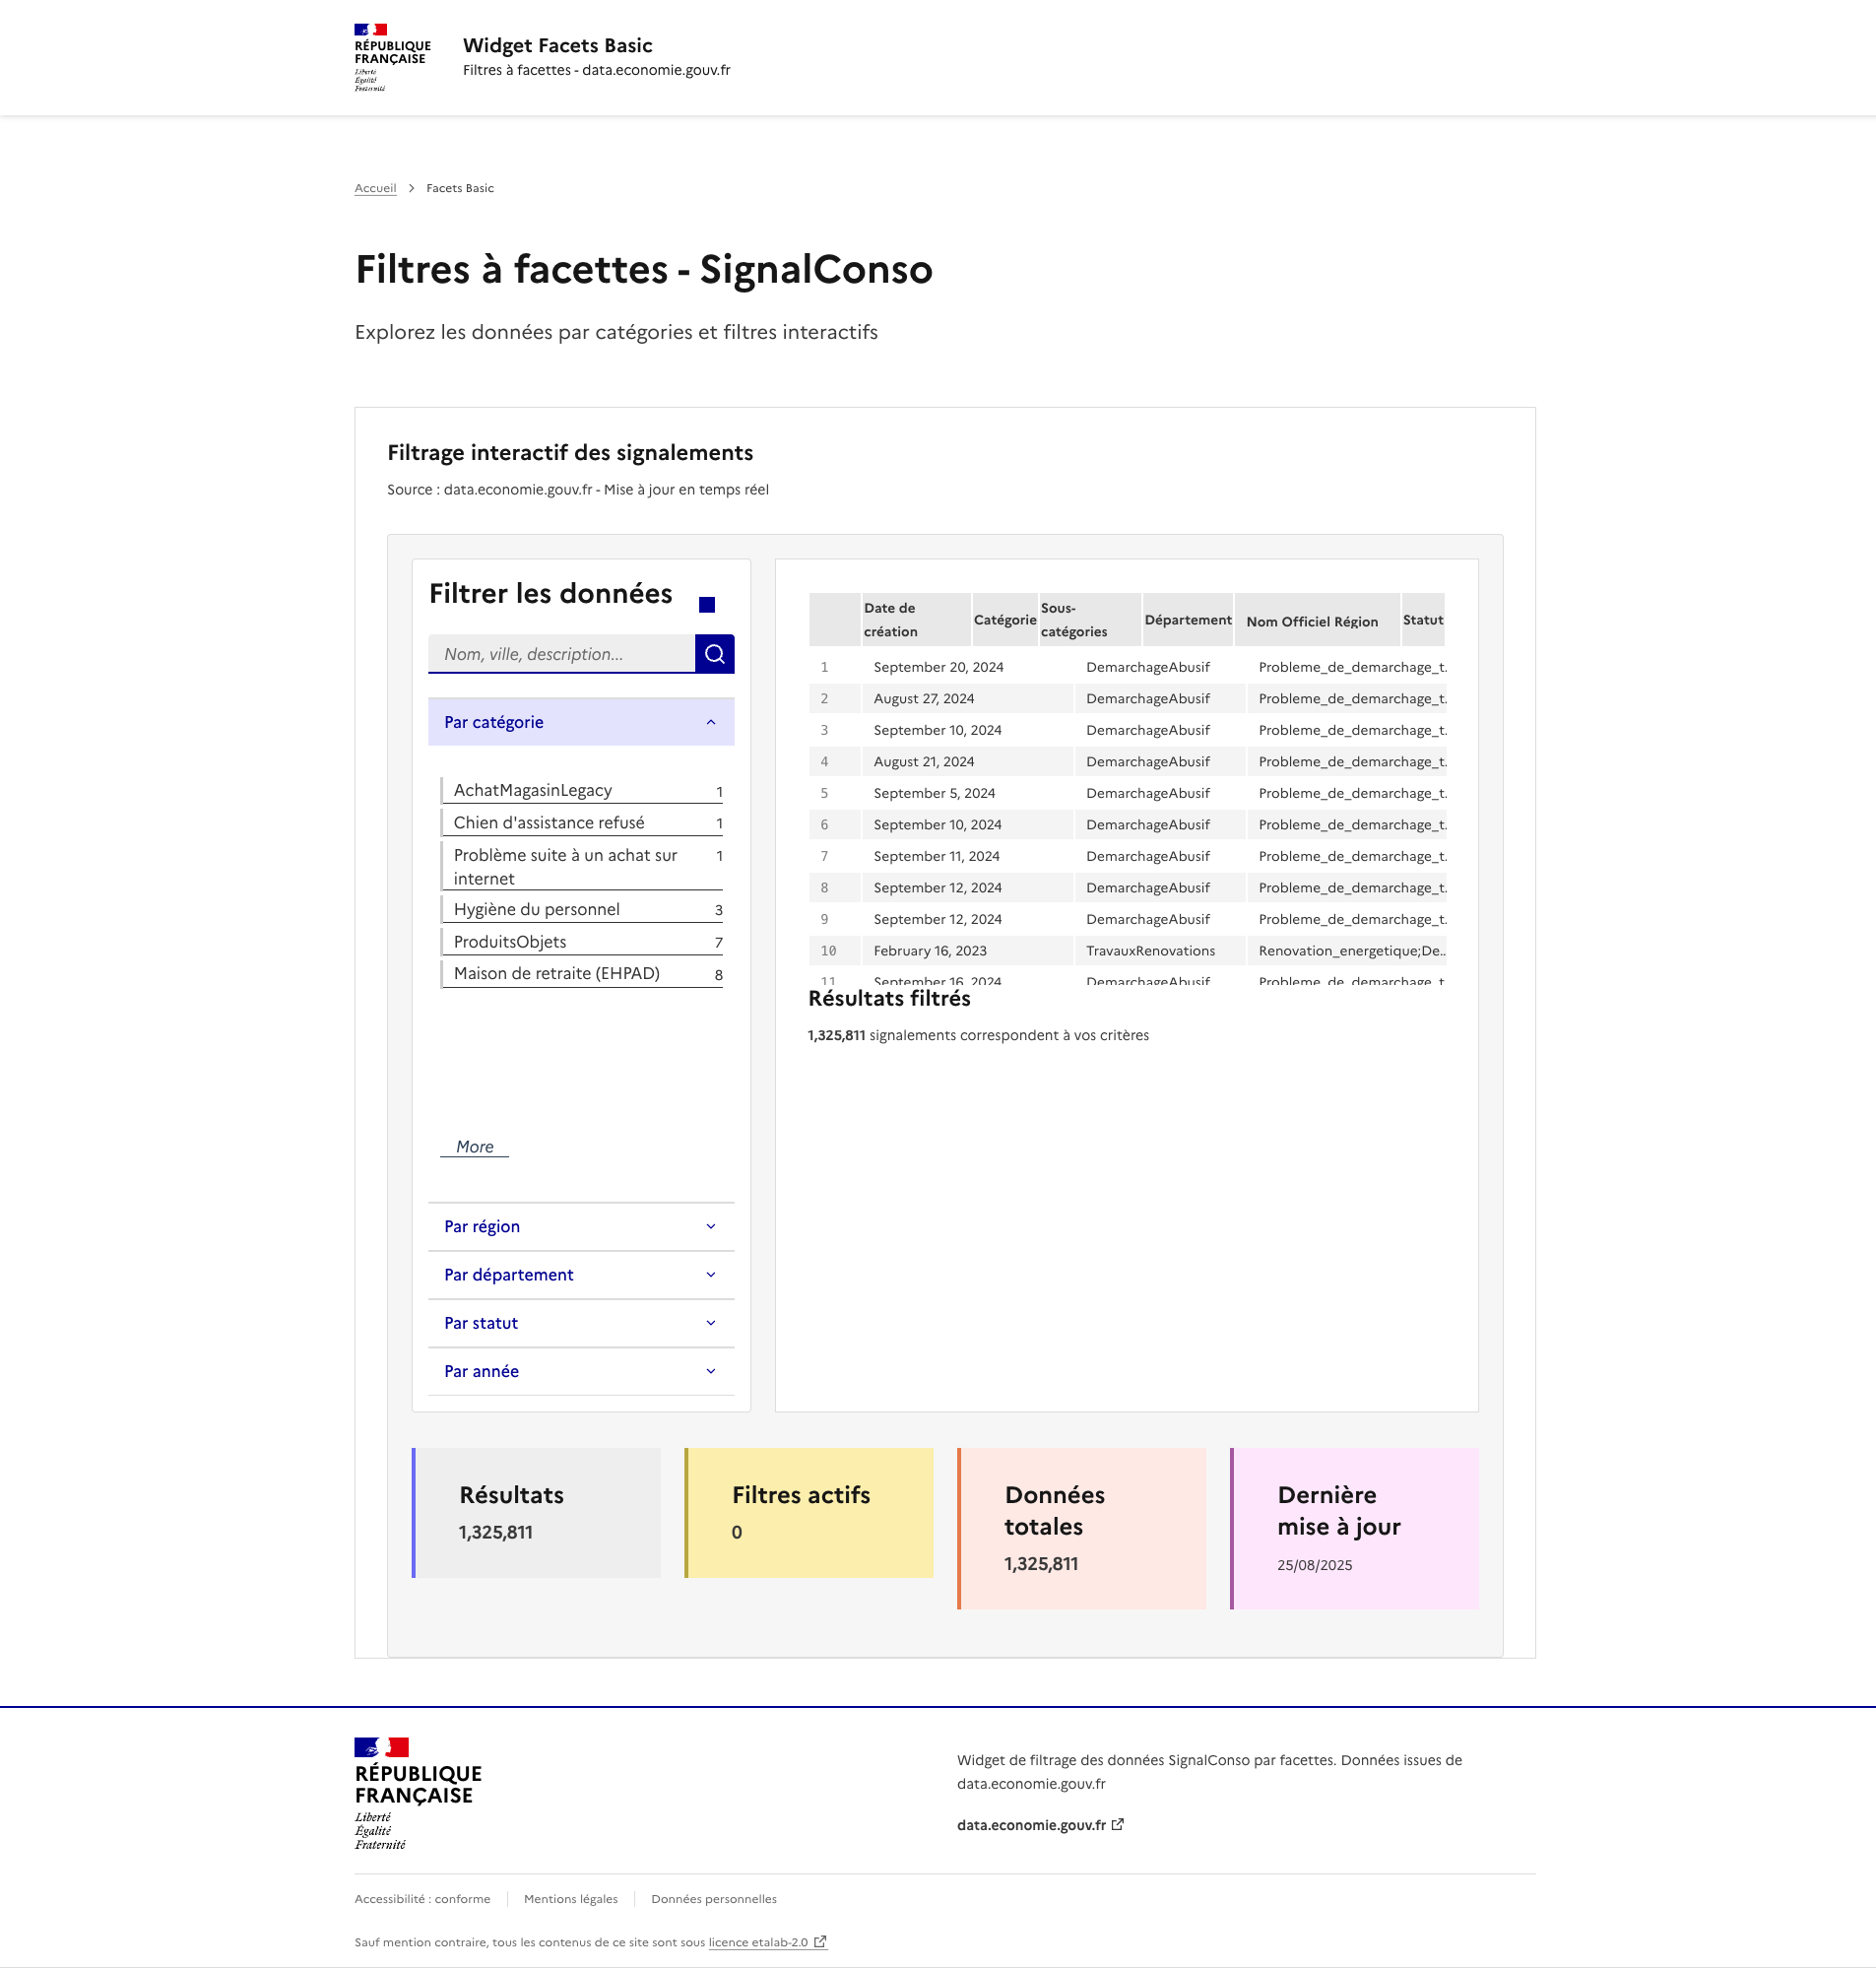 RÉPUBLIQUE
FRANÇAISE
Liberté
Égalité
Fraternité
Widget Facets Basic
Filtres à facettes - data.economie.gouv.fr
Accueil
Facets Basic
Filtres à facettes - SignalConso
Explorez les données par catégories et filtres interactifs
Filtrage interactif des signalements
Source : data.economie.gouv.fr - Mise à jour en temps réel
Filtrer les données
Nom, ville, description...
Par catégorie
AchatMagasinLegacy 1
Chien d'assistance refusé 1
Problème suite à un achat sur 1
internet
Hygiène du personnel 3
ProduitsObjets 7
Maison de retraite (EHPAD) 8
More
Par région
Par département
Par statut
Par année
Date de
création
Catégorie
Sous-
catégories
Département
Nom Officiel Région
Statut
1 September 20, 2024 DemarchageAbusif Probleme_de_demarchage_t.
2 August 27, 2024 DemarchageAbusif Probleme_de_demarchage_t.
3 September 10, 2024 DemarchageAbusif Probleme_de_demarchage_t.
4 August 21, 2024 DemarchageAbusif Probleme_de_demarchage_t.
5 September 5, 2024 DemarchageAbusif Probleme_de_demarchage_t.
6 September 10, 2024 DemarchageAbusif Probleme_de_demarchage_t.
7 September 11, 2024 DemarchageAbusif Probleme_de_demarchage_t.
8 September 12, 2024 DemarchageAbusif Probleme_de_demarchage_t.
9 September 12, 2024 DemarchageAbusif Probleme_de_demarchage_t.
10 February 16, 2023 TravauxRenovations Renovation_energetique;De..
11 September 16, 2024 DemarchageAbusif Probleme_de_demarchage_t.
Résultats filtrés
1,325,811 signalements correspondent à vos critères
Résultats
1,325,811
Filtres actifs
0
Données
totales
1,325,811
Dernière
mise à jour
25/08/2025
RÉPUBLIQUE
FRANÇAISE
Liberté
Égalité
Fraternité
Widget de filtrage des données SignalConso par facettes. Données issues de
data.economie.gouv.fr
data.economie.gouv.fr
Accessibilité : conforme
Mentions légales
Données personnelles
Sauf mention contraire, tous les contenus de ce site sont sous licence etalab-2.0